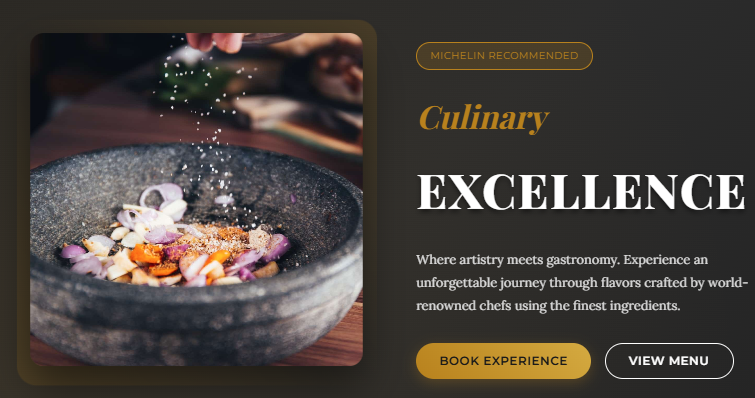 MICHELIN RECOMMENDED
Culinary
EXCELLENCE
Where artistry meets gastronomy. Experience an
unforgettable journey through flavors crafted by world-
renowned chefs using the finest ingredients.
BOOK EXPERIENCE
VIEW MENU